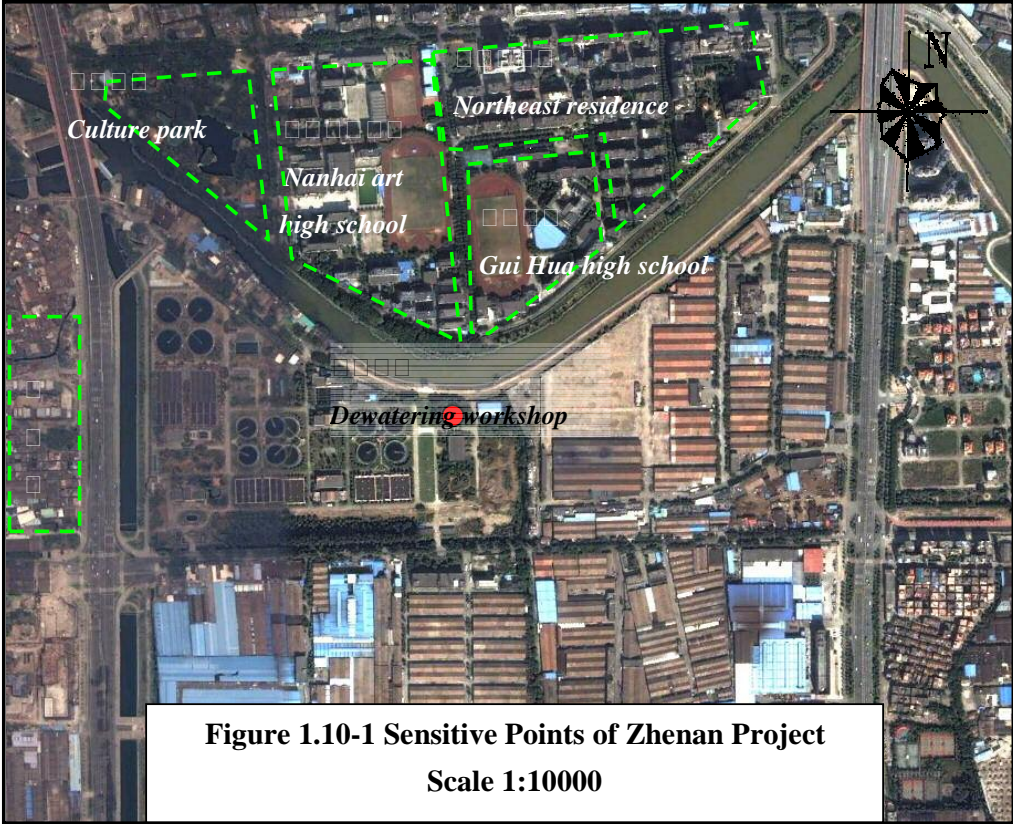 N
Northeast residence
Culture park
Nanhai art
high school
Gui Hua high school
Dewatering workshop
Figure 1.10-1 Sensitive Points of Zhenan Project
Scale 1:10000